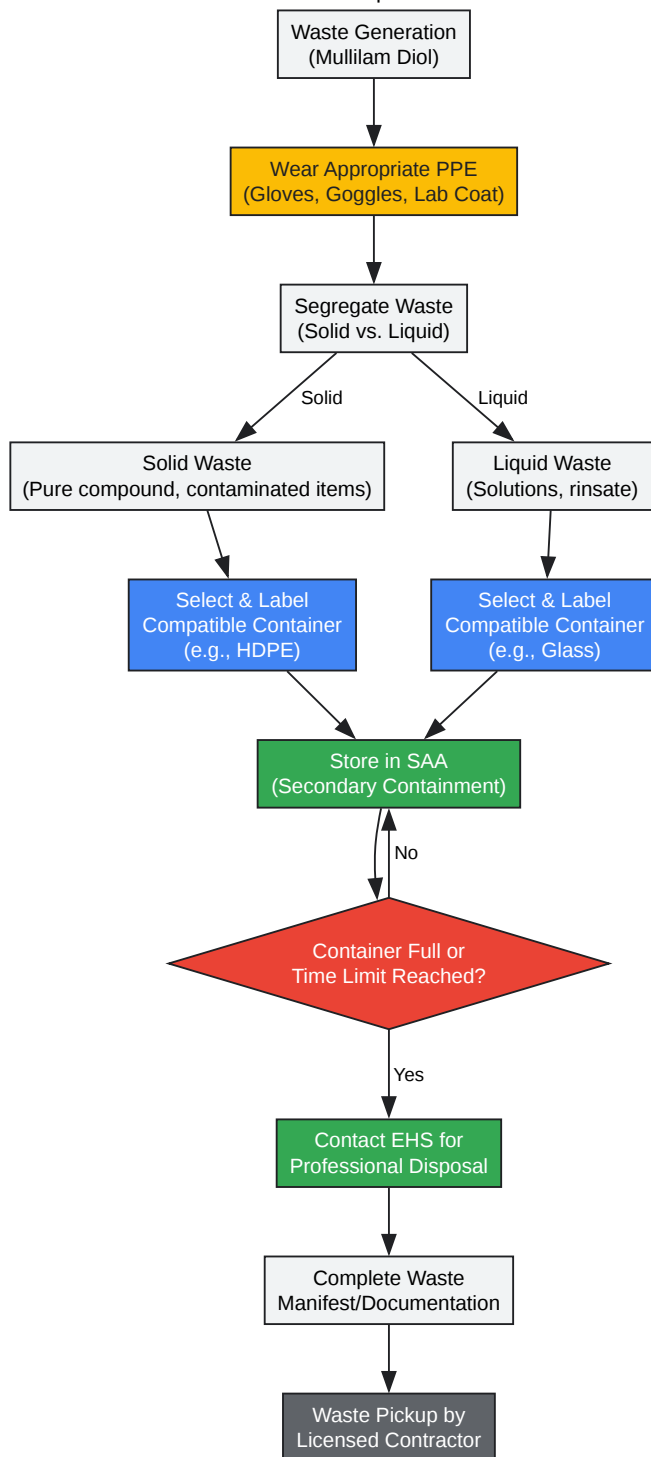 Waste Generation
(Mullilam Diol)
Wear Appropriate PPE
(Gloves, Goggles, Lab Coat)
Segregate Waste
(Solid vs. Liquid)
Solid
Liquid
Solid Waste
(Pure compound, contaminated items)
Liquid Waste
(Solutions, rinsate)
Select & Label
Compatible Container
(e.g., HDPE)
Select & Label
Compatible Container
(e.g., Glass)
Store in SAA
(Secondary Containment)
No
Container Full or
Time Limit Reached?
Yes
Contact EHS for
Professional Disposal
Complete Waste
Manifest/Documentation
Waste Pickup by
Licensed Contractor